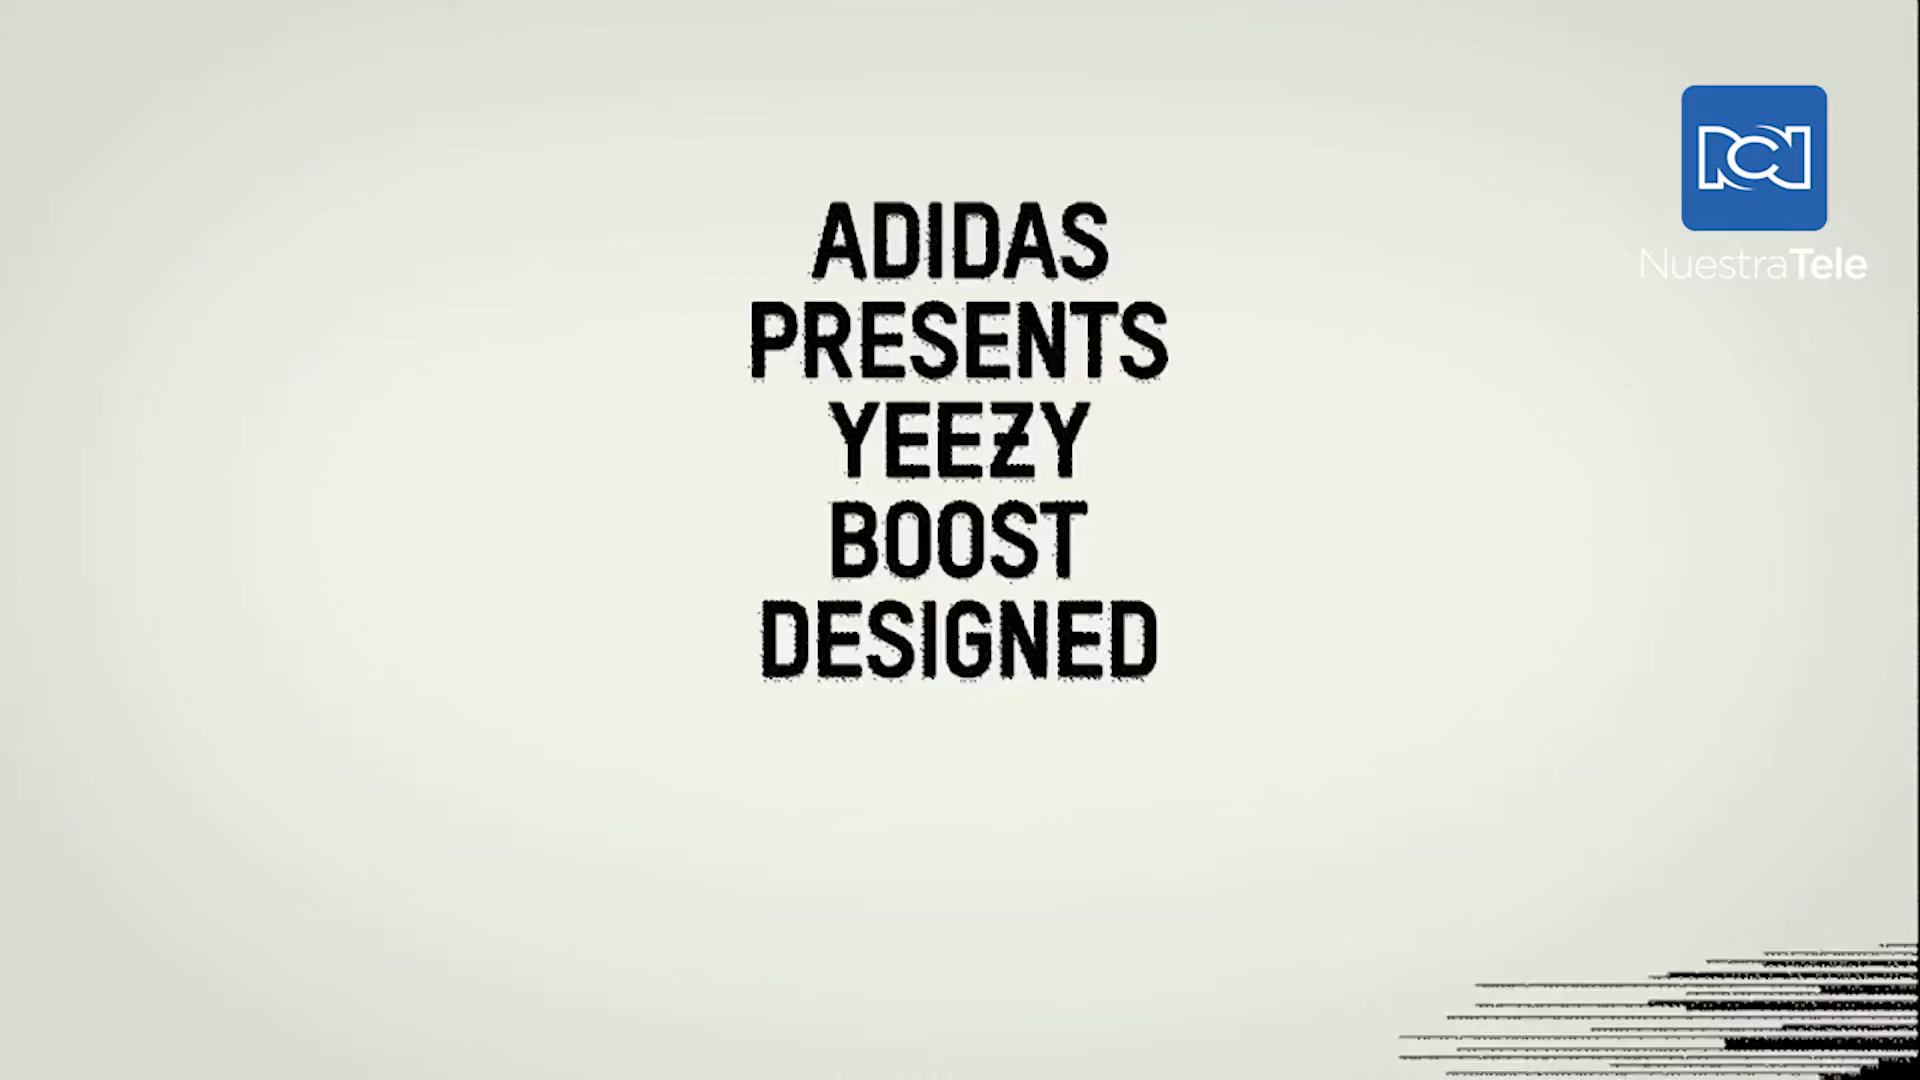 ADIDAS
PRESENTS
YEEZY
BOOST
DESIGNED
RCN
NuestraTele